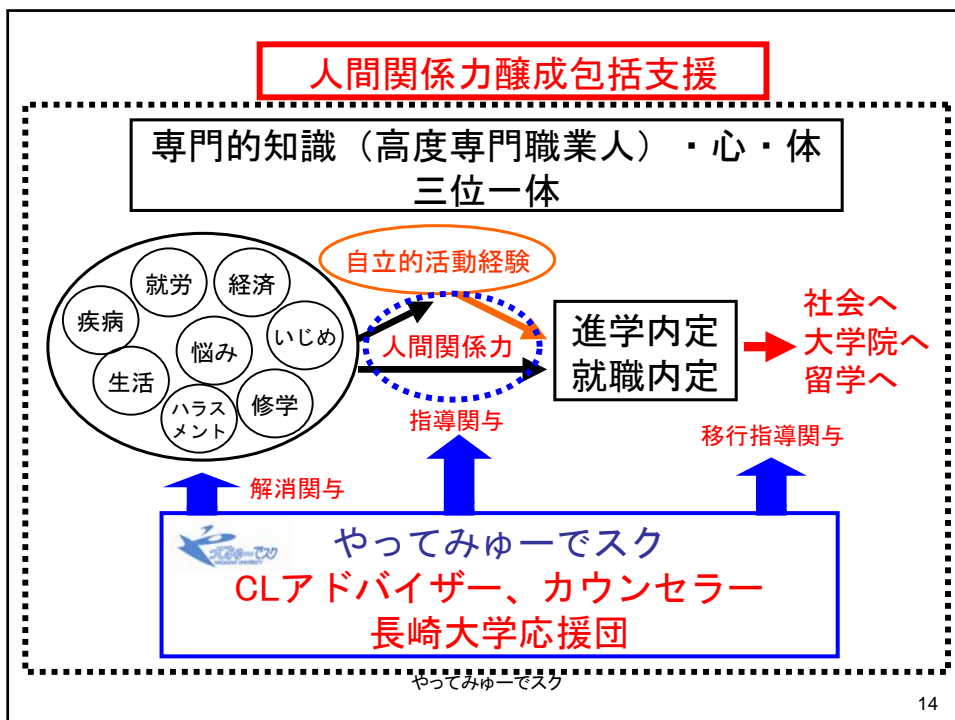 人間関係力醸成包括支援
専門的知識（高度専門職業人）・心・体
三位一体
自立的活動経験
就労
経済
疾病
悩み
いじめ
生活
ハラス
メント
修学
人間関係力
進学内定
就職内定
社会へ
大学院へ
留学へ
指導関与
移行指導関与
解消関与
やってみゅーでスク
CLアドバイザー、カウンセラー
長崎大学応援団
やってみゅーでスク
14